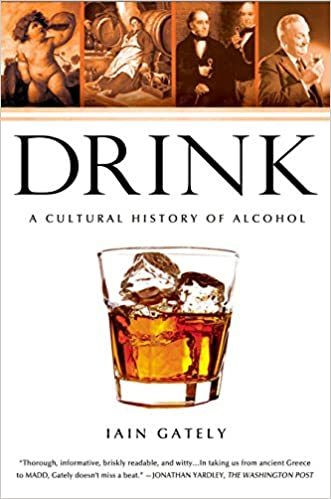 DRINK
A CULTURAL HISTORY OF ALCOHOL
IAIN GATELY
"Thorough, informative, briskly readable, and witty...In taking us from ancient Greece
to MADD, Gately doesn't miss a beat." —JONATHAN YARDLEY, THE WASHINGTON POST